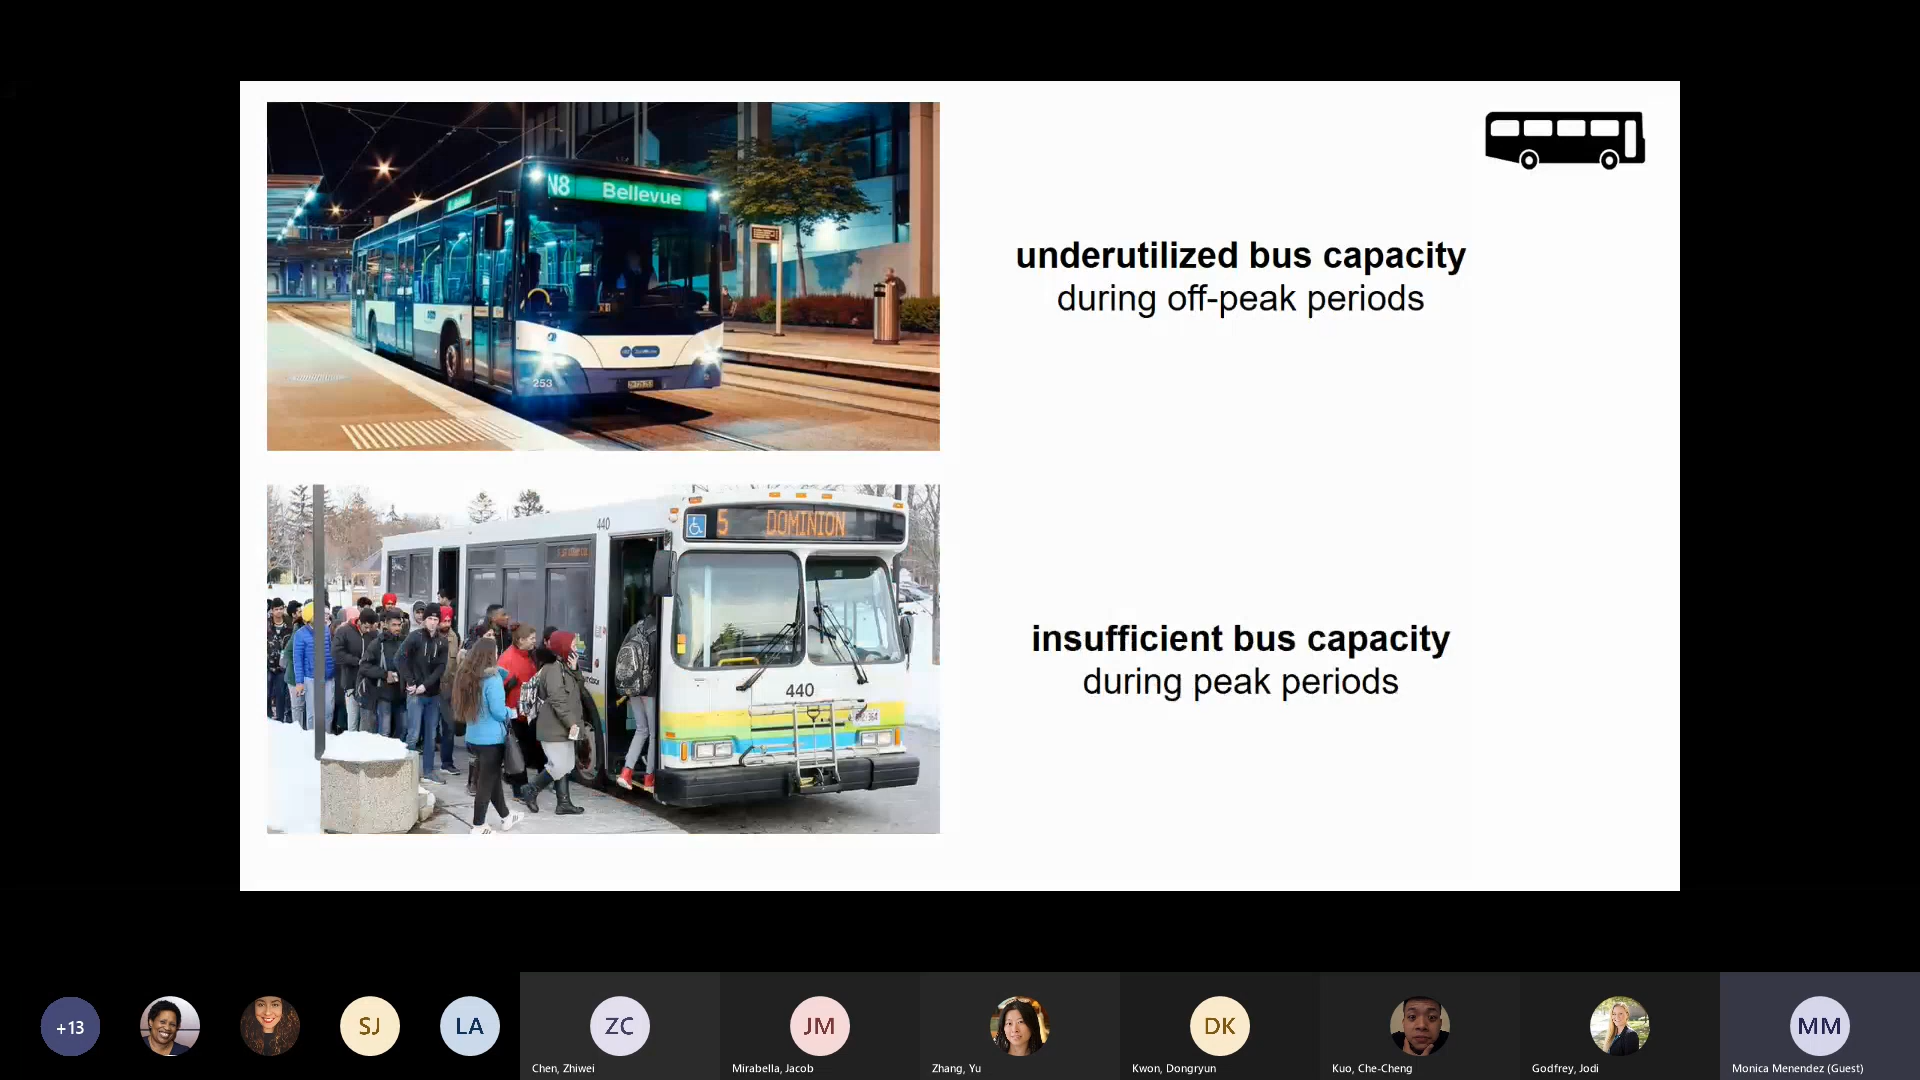 N8 Bellevue
253
underutilized bus capacity
during off-peak periods
440
5 DOMINION
440
insufficient bus capacity
during peak periods
+13
SJ
LA
ZC
JM
DK
MM
Chen, Zhiwei
Mirabella, Jacob
Zhang, Yu
Kwon, Dongryun
Kuo, Che-Cheng
Godfrey, Jodi
Monica Menendez (Guest)